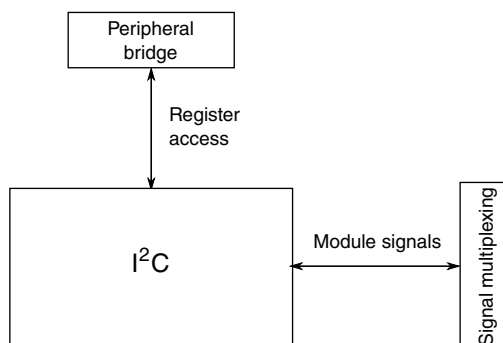 Peripheral
bridge
Register
access
I²C
Module signals
Signal multiplexing